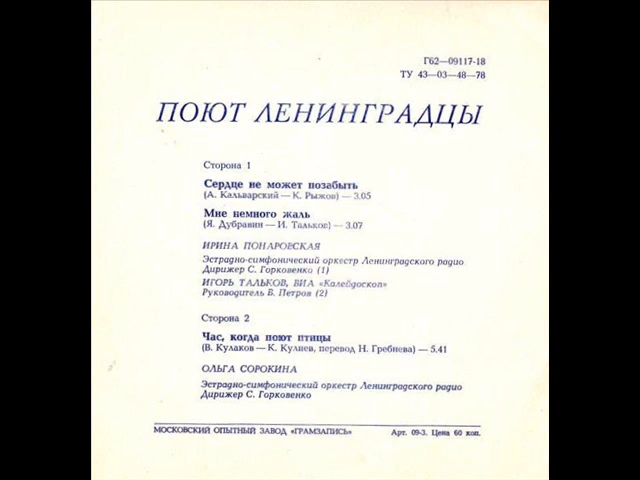 Г62—09117-18
ТУ 43—03—48—78
ПОЮТ ЛЕНИНГРАДЦЫ
Сторона 1
Сердце не может позабыть
(А. Кальварский — К. Рыжов) — 3.05
Мне немного жаль
(Я. Дубравин — И. Тальков) — 3.07
ИРИНА ПОНАРОВСКАЯ
Эстрадно-симфонический оркестр Ленинградского радио
Дирижер С. Горковенко (1)
ИГОРЬ ТАЛЬКОВ, ВИА «Калейдоскоп»
Руководитель В. Петров (2)
Сторона 2
Час, когда поют птицы
(В. Кулаков — К. Кулиев, перевод Н. Гребнева) — 5.41
ОЛЬГА СОРОКИНА
Эстрадно-симфонический оркестр Ленинградского радио
Дирижер С. Горковенко
МОСКОВСКИЙ ОПЫТНЫЙ ЗАВОД «ГРАМЗАПИСЬ» Арт. 09-3. Цена 60 коп.